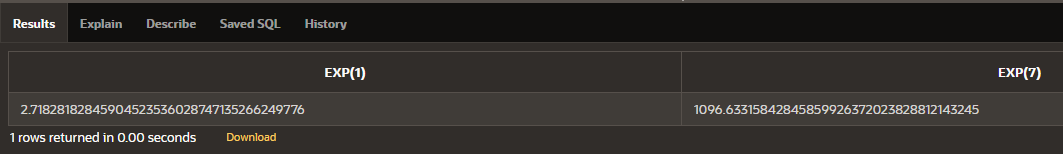 Results Explain Describe Saved SQL History
EXP(1) EXP(7)
2.71828182845904523536028747135266249776 1096.63315842845859926372023828812143245
1 rows returned in 0.00 seconds Download